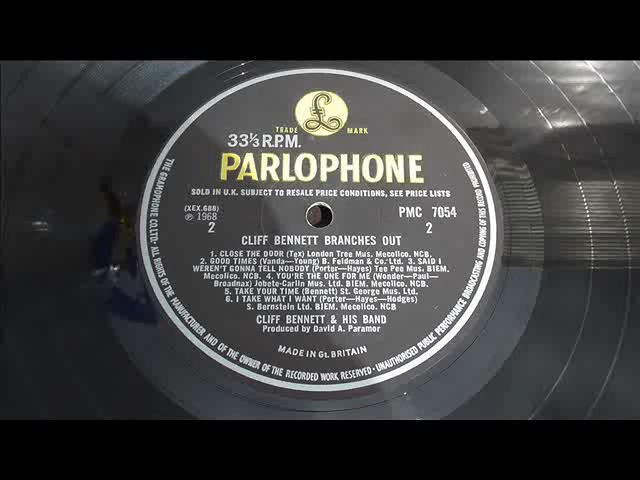 £
TRADE MARK
33⅓ R.P.M.
PARLOPHONE
SOLD IN U.K. SUBJECT TO RESALE PRICE CONDITIONS, SEE PRICE LISTS
(XEX.688) PMC 7054
℗ 1968
2 2
CLIFF BENNETT BRANCHES OUT
1. CLOSE THE DOOR (Tex) London Tree Mus. Mecolico. NCB.
2. GOOD TIMES (Vanda—Young) B. Feldman & Co. Ltd. 3. SAID I
WEREN'T GONNA TELL NOBODY (Porter—Hayes) Tee Pee Mus. BIEM.
Mecolico. NCB. 4. YOU'RE THE ONE FOR ME (Wonder—Paul—
Broadnax) Jobete-Carlin Mus. Ltd. BIEM. Mecolico. NCB.
5. TAKE YOUR TIME (Bennett) St. George Mus. Ltd.
6. I TAKE WHAT I WANT (Porter—Hayes—Hodges)
S. Bernstein Ltd. BIEM. Mecolico. NCB
CLIFF BENNETT & HIS BAND
Produced by David A. Paramor
MADE IN Gt. BRITAIN
THE GRAMOPHONE CO. LTD. ALL RIGHTS OF THE MANUFACTURER AND OF THE OWNER OF THE RECORDED WORK RESERVED · UNAUTHORISED PUBLIC PERFORMANCE BROADCASTING AND COPYING OF THIS RECORD PROHIBITED